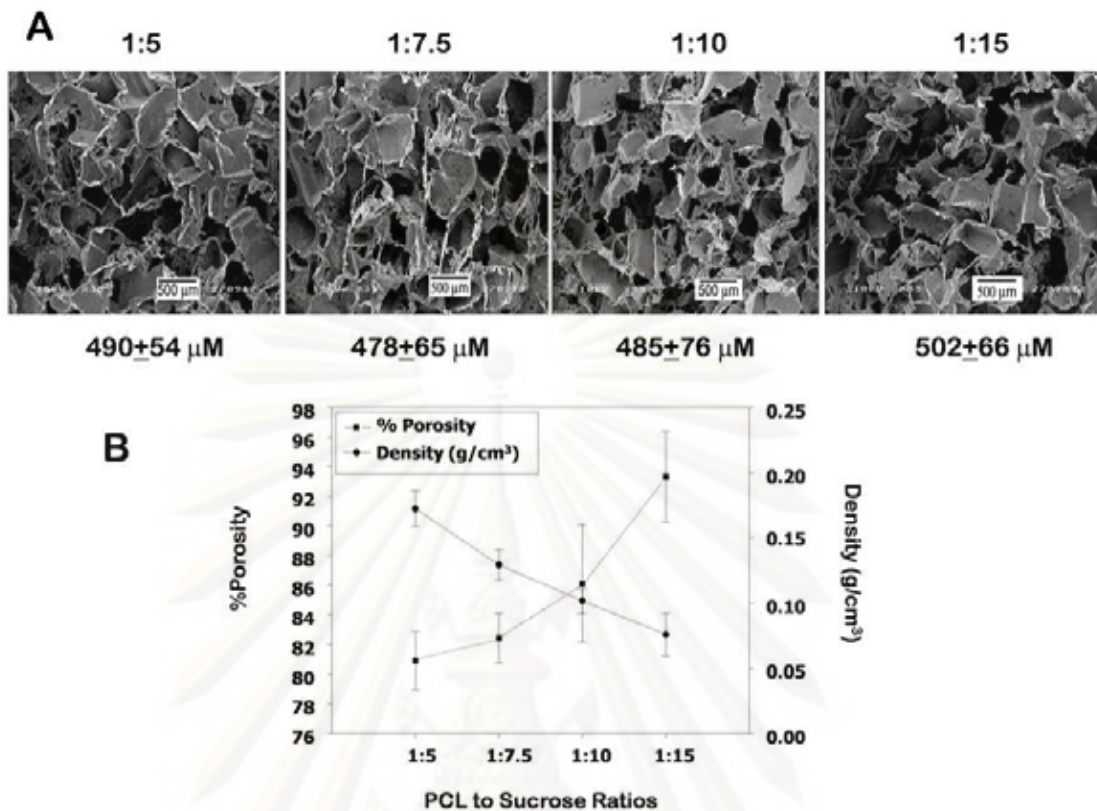 A
1:5 1:7.5 1:10 1:15
500 μm 500 μm 500 μm 500 μm
490±54 μM 478±65 μM 485±76 μM 502±66 μM
B
% Porosity
Density (g/cm³)
%Porosity
98
96
94
92
90
88
86
84
82
80
78
76
0.25
0.20
0.15
0.10
0.05
0.00
Density (g/cm³)
1:5 1:7.5 1:10 1:15
PCL to Sucrose Ratios